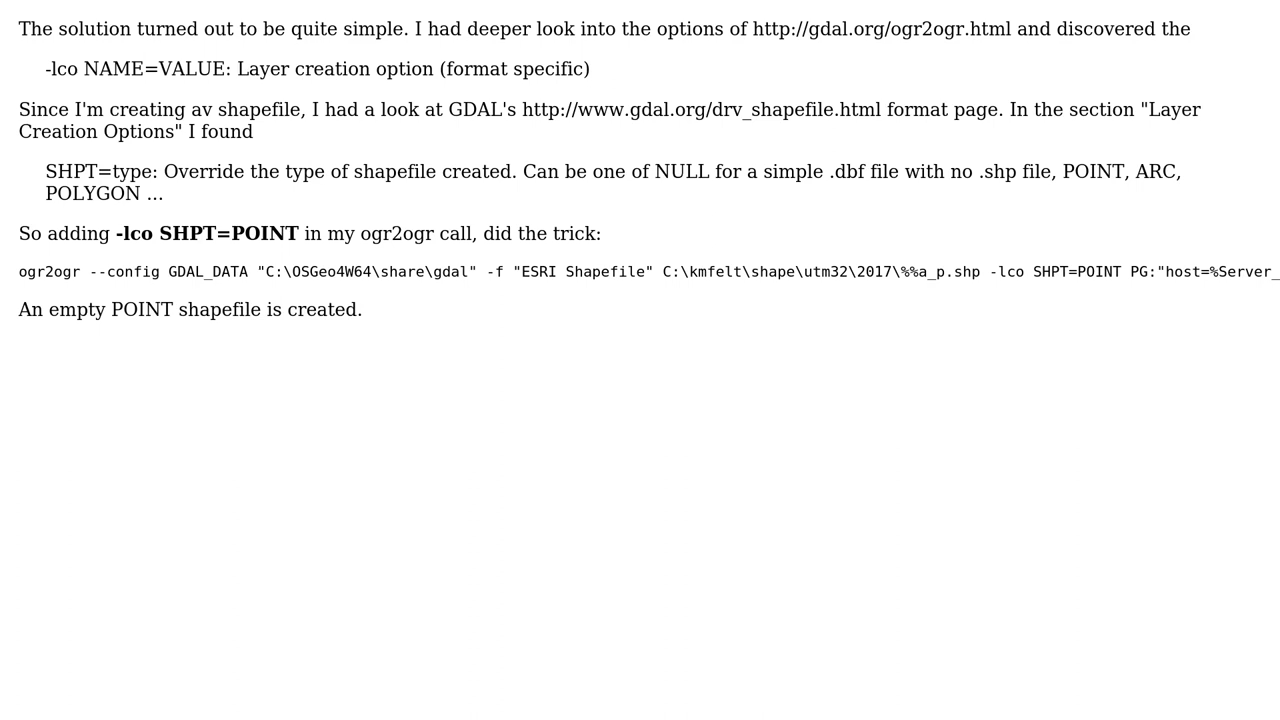 The solution turned out to be quite simple. I had deeper look into the options of http://gdal.org/ogr2ogr.html and discovered the
-lco NAME=VALUE: Layer creation option (format specific)
Since I'm creating av shapefile, I had a look at GDAL's http://www.gdal.org/drv_shapefile.html format page. In the section "Layer
Creation Options" I found
SHPT=type: Override the type of shapefile created. Can be one of NULL for a simple .dbf file with no .shp file, POINT, ARC,
POLYGON ...
So adding -lco SHPT=POINT in my ogr2ogr call, did the trick:
ogr2ogr --config GDAL_DATA "C:\OSGeo4W64\share\gdal" -f "ESRI Shapefile" C:\kmfelt\shape\utm32\2017\%%a_p.shp -lco SHPT=POINT PG:"host=%Server_
An empty POINT shapefile is created.